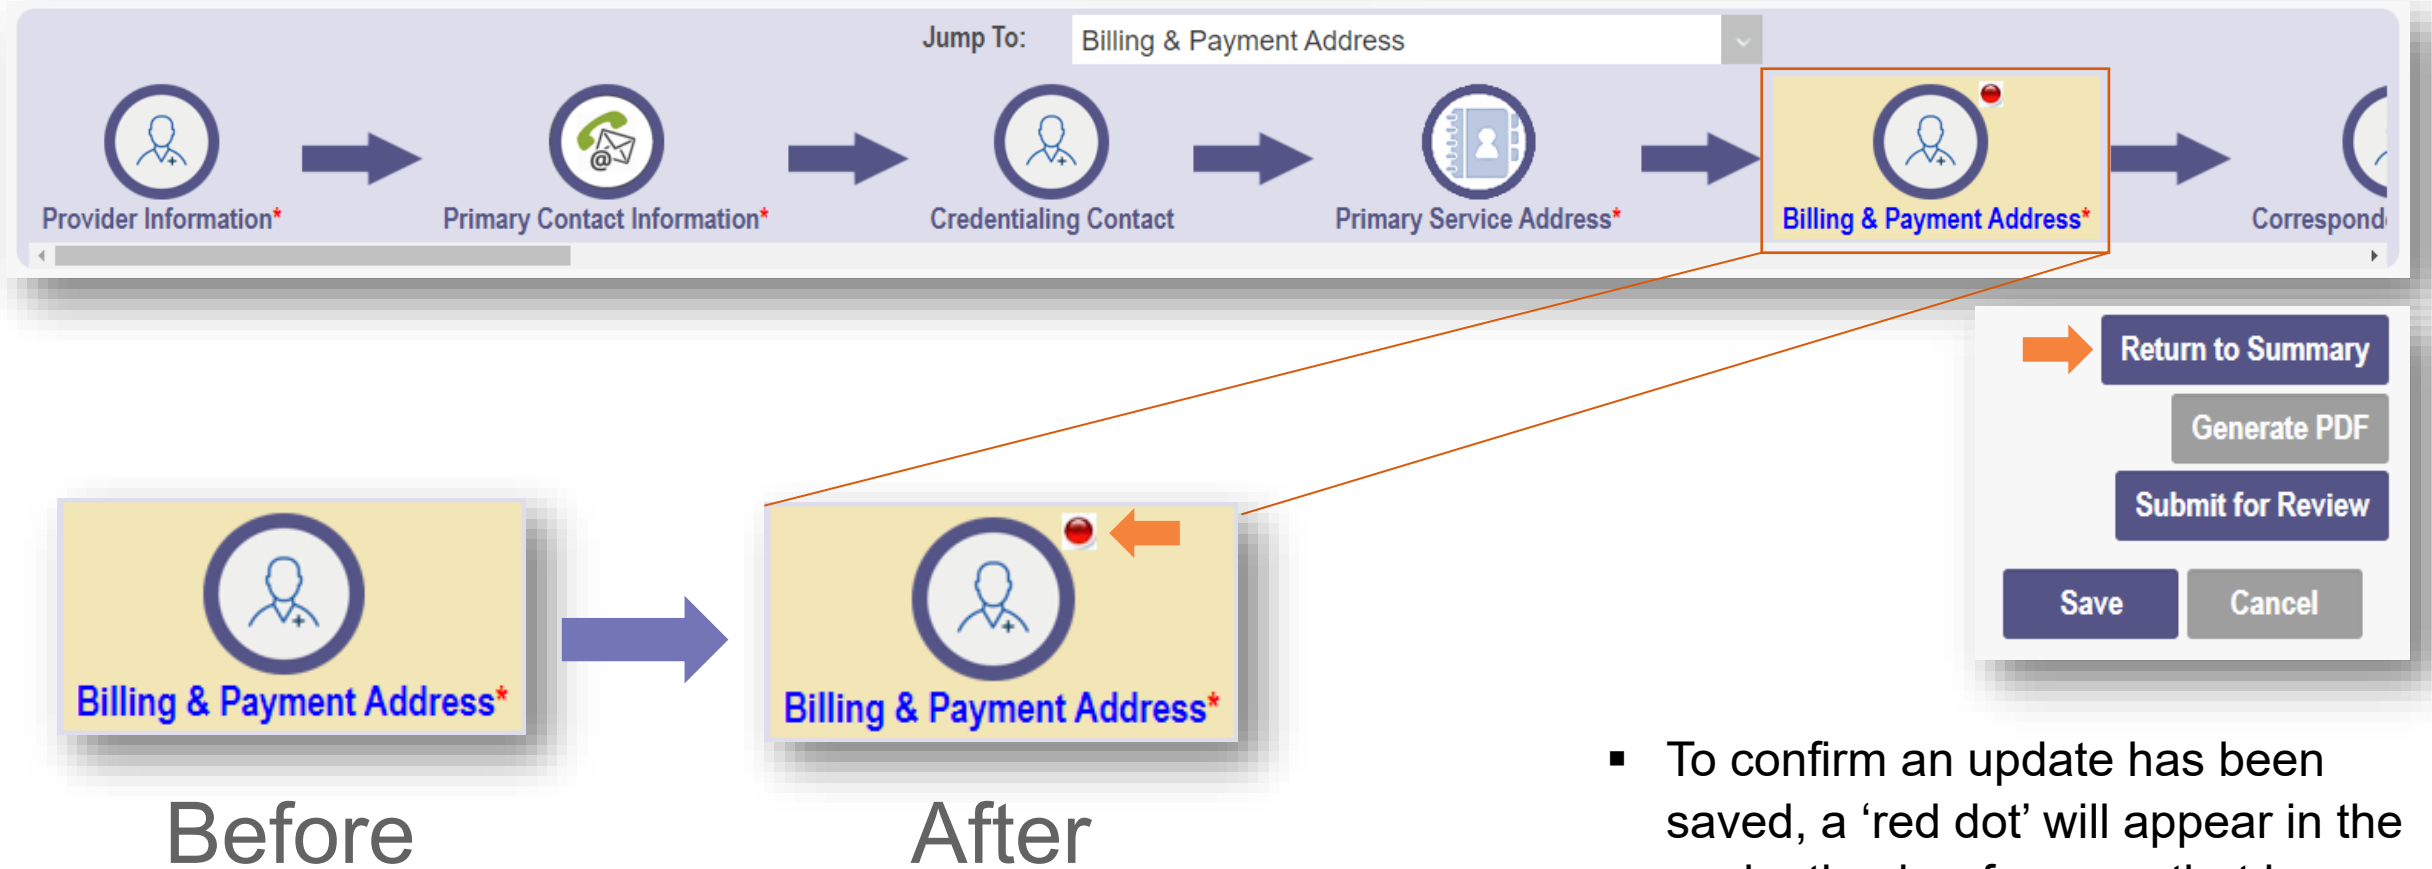 Jump To: Billing & Payment Address
Provider Information* Primary Contact Information* Credentialing Contact Primary Service Address* Billing & Payment Address* Correspond
Return to Summary
Generate PDF
Submit for Review
Save Cancel
Billing & Payment Address* Billing & Payment Address*
Before After
▪ To confirm an update has been
saved, a ‘red dot’ will appear in the